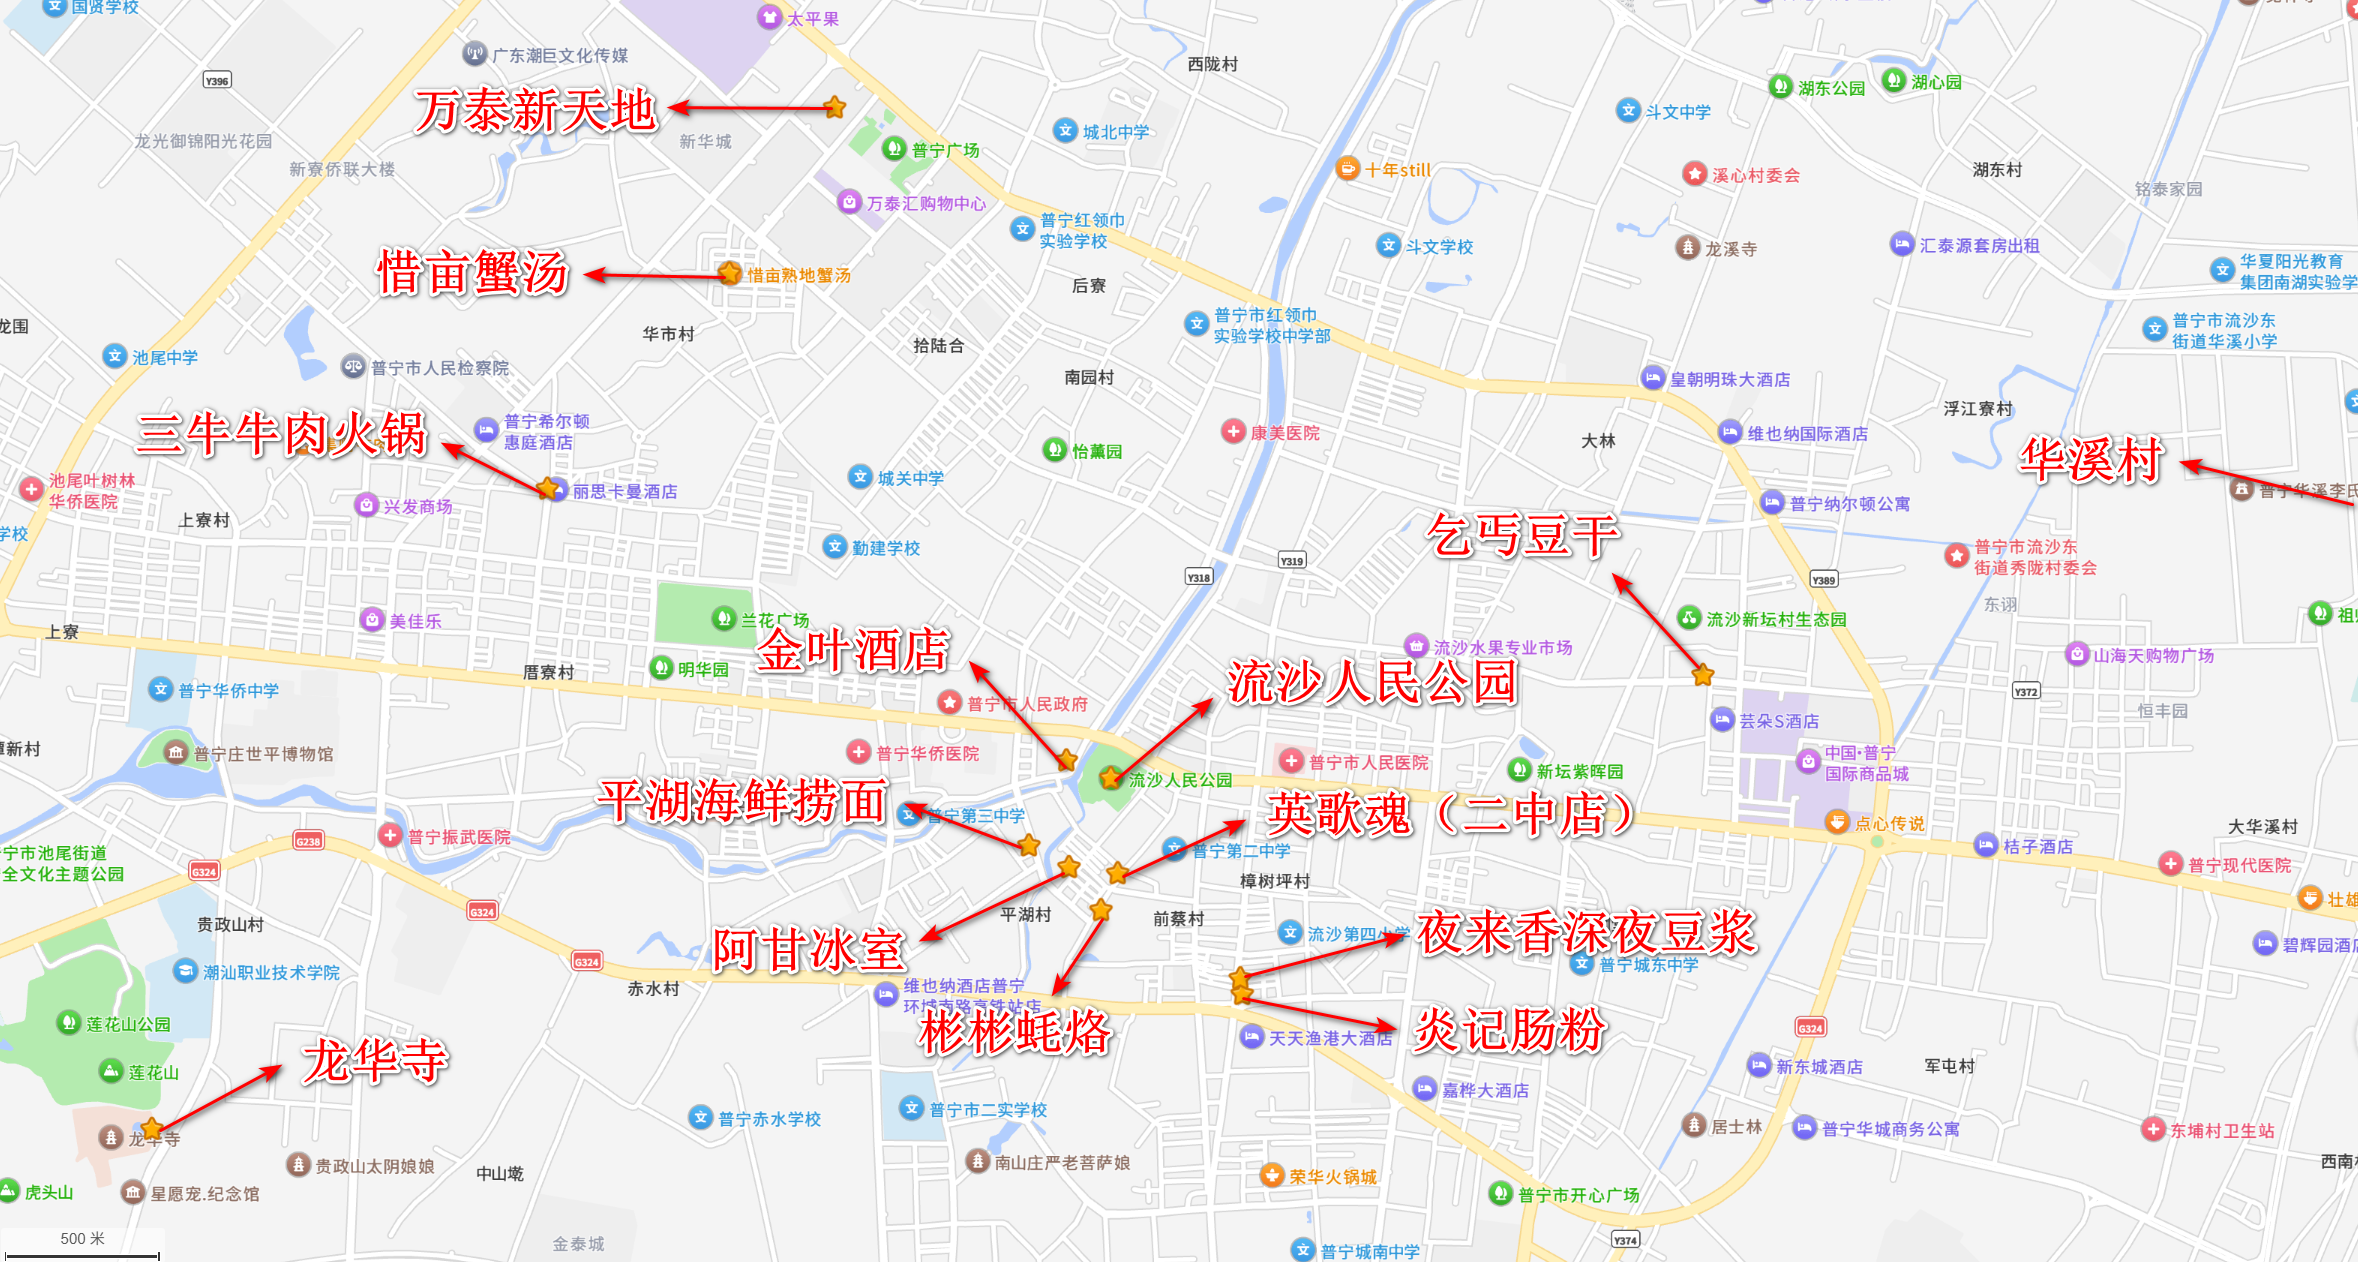 国贤学校
太平果
广东潮巨文化传媒
西陇村
Y396
湖东公园
湖心园
万泰新天地
斗文中学
城北中学
龙光御锦阳光花园
新华城
普宁广场
新寮侨联大楼
十年still
溪心村委会
湖东村
铭泰家园
万泰汇购物中心
普宁红领巾
实验学校
斗文学校
龙溪寺
汇泰源套房出租
惜亩蟹汤
惜亩熟地蟹汤
后寮
华夏阳光教育
集团南湖实验学
龙围
华市村
拾陆合
普宁市红领巾
实验学校中学部
普宁市流沙东
街道华溪小学
池尾中学
普宁市人民检察院
南园村
皇朝明珠大酒店
浮江寮村
三牛牛肉火锅
普宁希尔顿
惠庭酒店
康美医院
大林
维也纳国际酒店
怡薰园
华溪村
池尾叶树林
华侨医院
兴发商场
丽思卡曼酒店
城关中学
普宁华溪李氏
普宁纳尔顿公寓
上寮村
学校
勤建学校
乞丐豆干
Y319
Y318
普宁市流沙东
街道秀陇村委会
Y389
东诩
美佳乐
兰花广场
流沙新坛村生态园
上寮
金叶酒店
流沙水果专业市场
山海天购物广场
厝寮村
明华园
流沙人民公园
普宁华侨中学
普宁市人民政府
Y372
恒丰园
芸朵S酒店
普宁庄世平博物馆
普宁华侨医院
普宁市人民医院
中国·普宁
国际商品城
流沙人民公园
新坛紫晖园
平湖海鲜捞面
普宁第三中学
英歌魂（二中店）
点心传说
大华溪村
普宁振武医院
G238
宁市池尾街道
全文化主题公园
G324
普宁第二中学
桔子酒店
普宁现代医院
樟树坪村
壮雄
G324
贵政山村
平湖村
前蔡村
流沙第四小学
夜来香深夜豆浆
碧辉园酒店
阿甘冰室
G324
普宁城东中学
潮汕职业技术学院
赤水村
维也纳酒店普宁
环城南路高铁站店
彬彬蚝烙
炎记肠粉
莲花山公园
天天渔港大酒店
G324
龙华寺
莲花山
新东城酒店
军屯村
嘉桦大酒店
普宁赤水学校
普宁市二实学校
居士林
普宁华城商务公寓
东埔村卫生站
龙华寺
贵政山太阴娘娘
中山墘
南山庄严老菩萨娘
荣华火锅城
虎头山
星愿宠.纪念馆
普宁市开心广场
500 米
金泰城
普宁城南中学
Y374